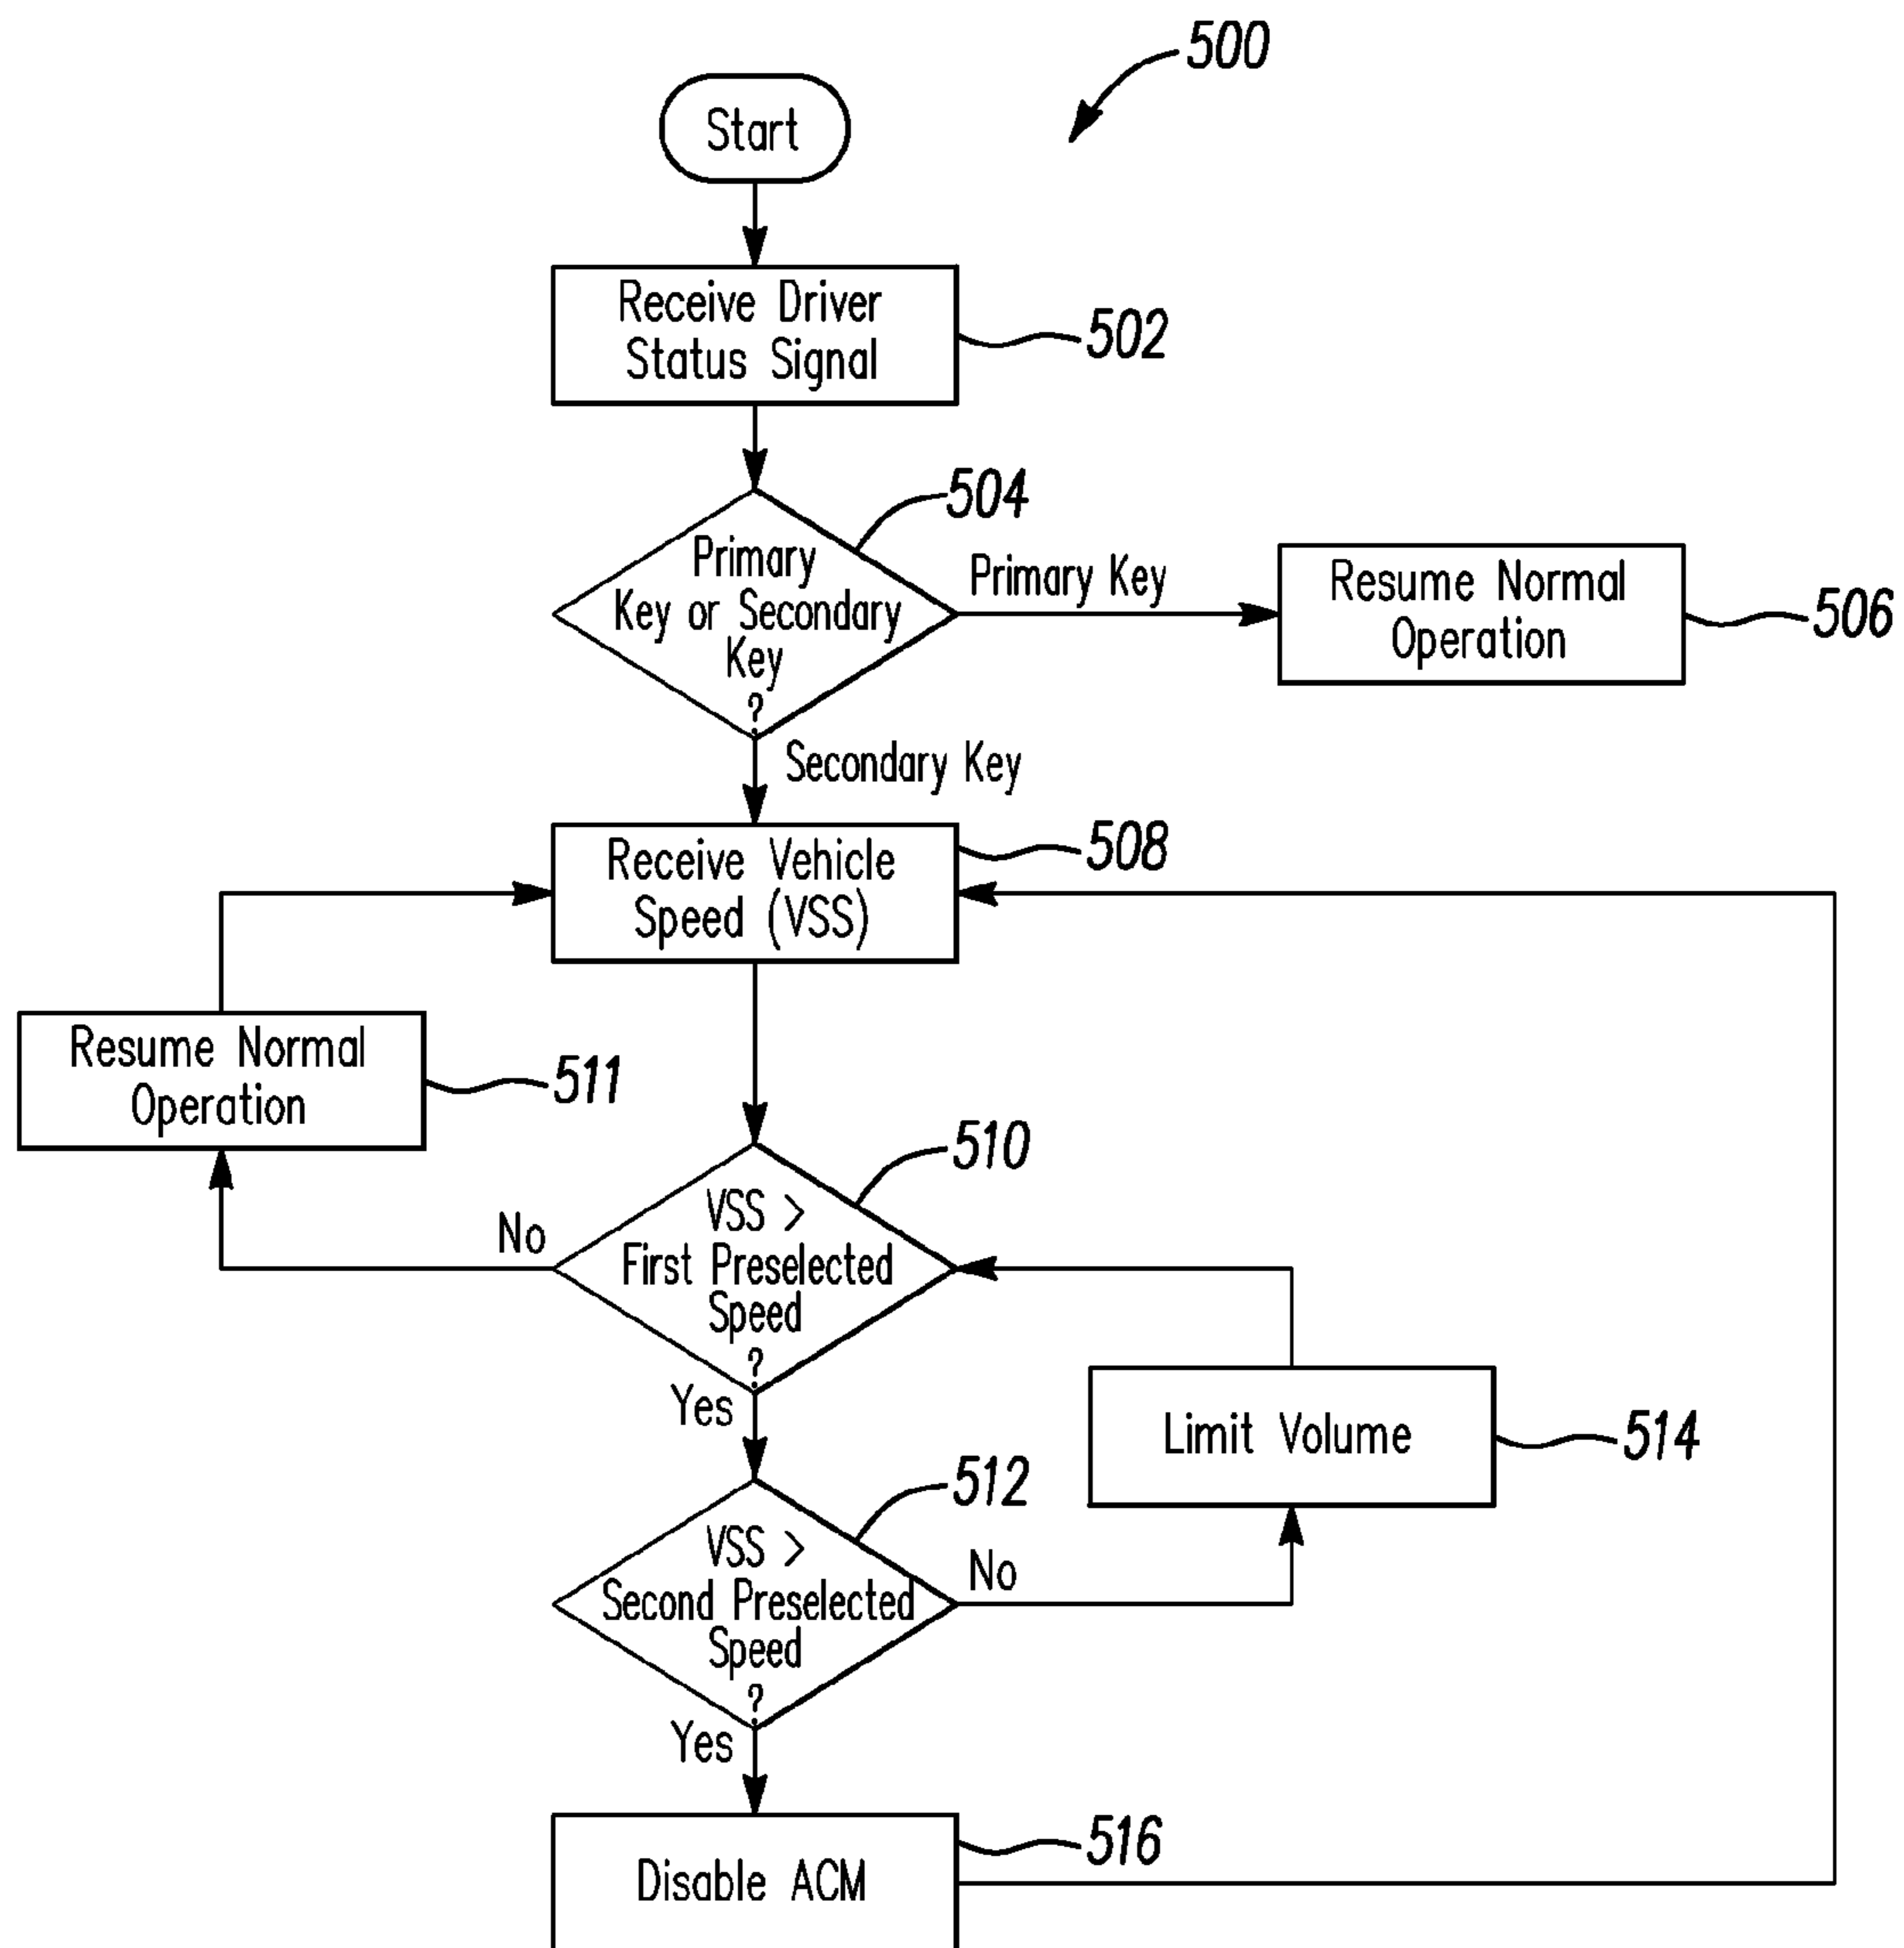 500
Start
Receive Driver
Status Signal
502
504
Primary
Key or Secondary
Key
?
Primary Key
Resume Normal
Operation
506
Secondary Key
Receive Vehicle
Speed (VSS)
508
Resume Normal
Operation
511
510
VSS >
First Preselected
Speed
?
No
Yes
Limit Volume
514
512
VSS >
Second Preselected
Speed
?
No
Yes
Disable ACM
516